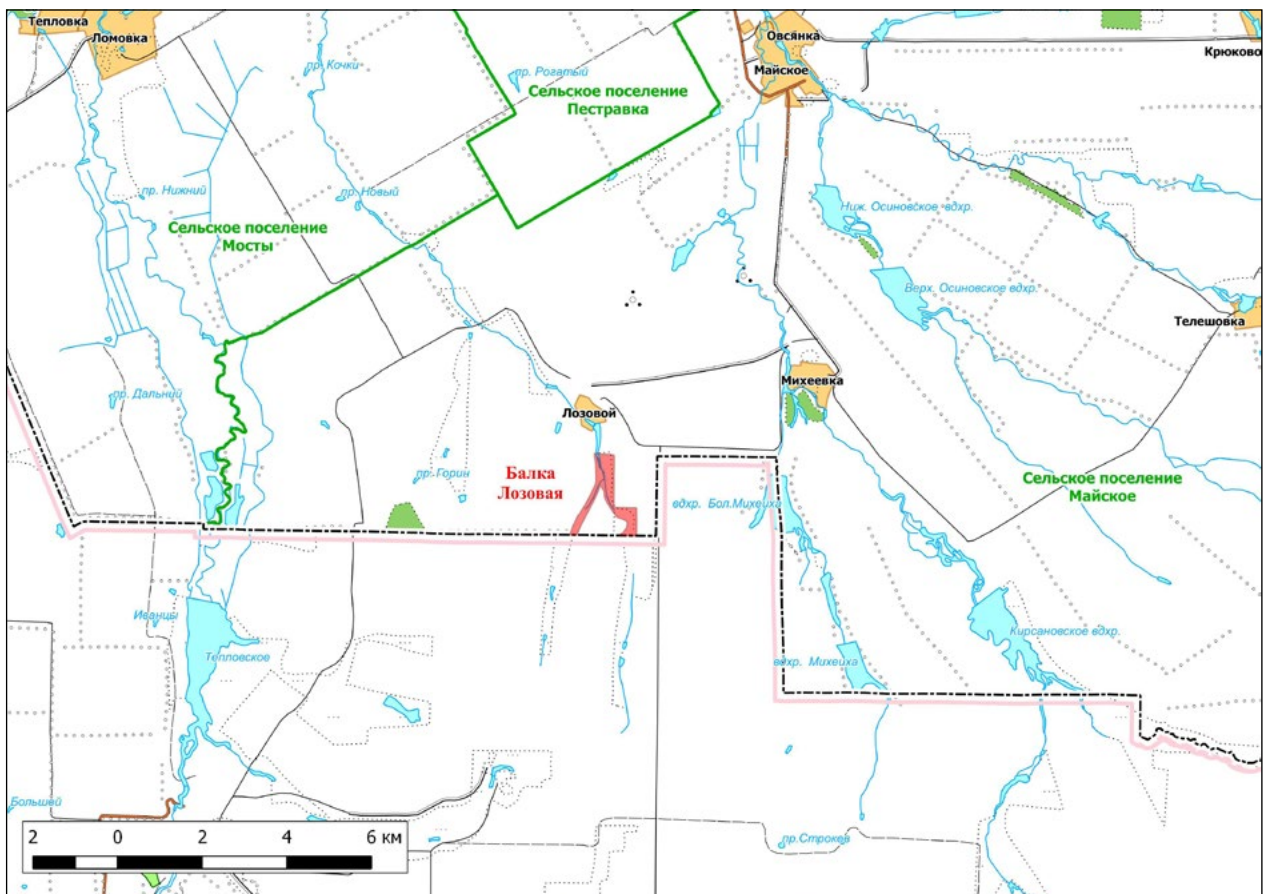 Тепловка
Ломовка
пр. Кочки
пр. Рогатый
Овсянка
Майское
Крюково
Сельское поселение
Пестравка
пр. Нижний
пр. Новый
Сельское поселение
Мосты
Ниж. Осиновское вдхр.
Верх. Осиновское вдхр.
Телешовка
Михеевка
пр. Дальний
Лозовой
Балка
Лозовая
пр. Горин
Сельское поселение
Майское
вдхр. Бол.Михеиха
Иванцы
Тепловское
Кирсановское вдхр.
вдхр. Михеиха
Большой
пр.Строкев
2 0 2 4 6 км